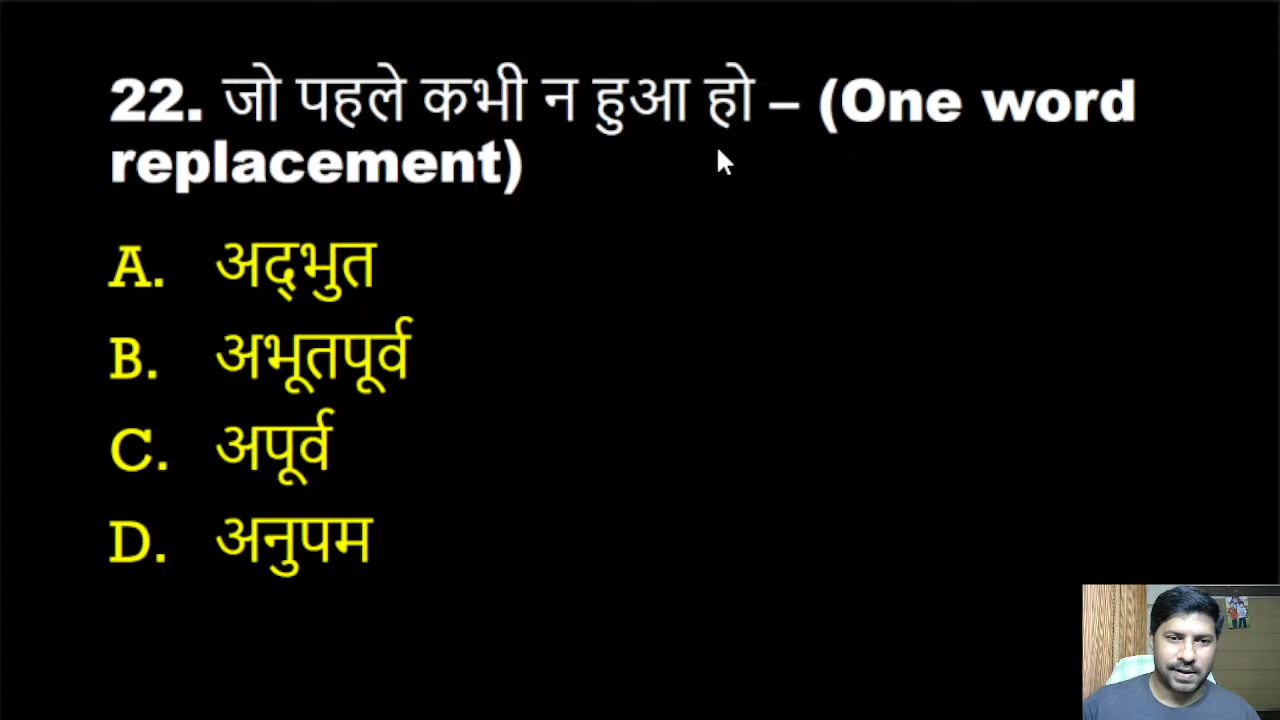 22. जो पहले कभी न हुआ हो – (One word
replacement)
A. अद्भुत
B. अभूतपूर्व
C. अपूर्व
D. अनुपम